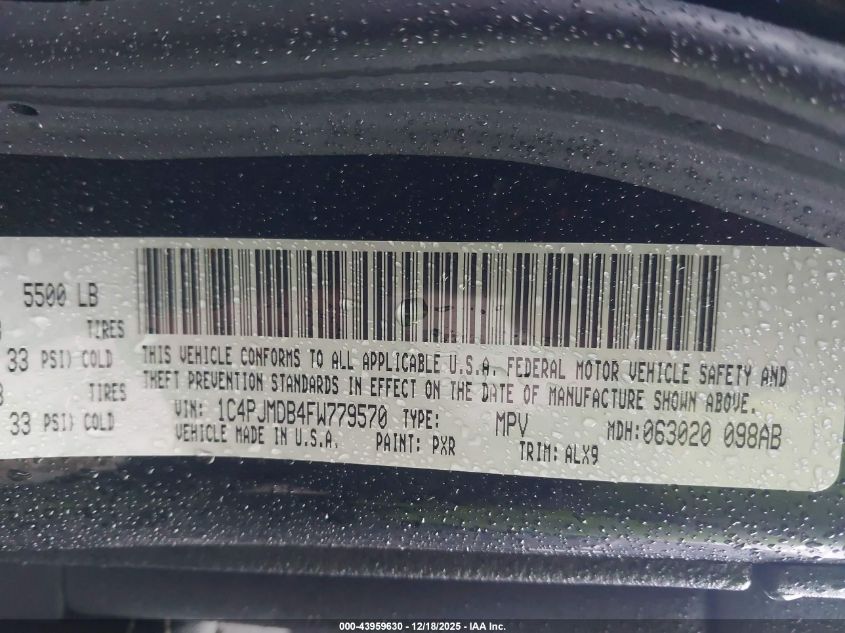 5500 LB
TIRES
33 PSI) COLD
TIRES
33 PSI) COLD
THIS VEHICLE CONFORMS TO ALL APPLICABLE U.S.A. FEDERAL MOTOR VEHICLE SAFETY AND
THEFT PREVENTION STANDARDS IN EFFECT ON THE DATE OF MANUFACTURE SHOWN ABOVE.
VIN: 1C4PJMDB4FW779570 TYPE: MPV MDH:063020 098AB
VEHICLE MADE IN U.S.A. PAINT: PXR TRIM: ALX9
000-43959630 - 12/18/2025 - IAA Inc.